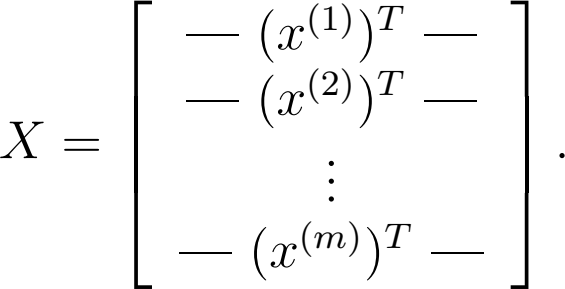 — (x^{(1)})^T —
— (x^{(2)})^T —
X = [ ⋮ ] .
— (x^{(m)})^T —